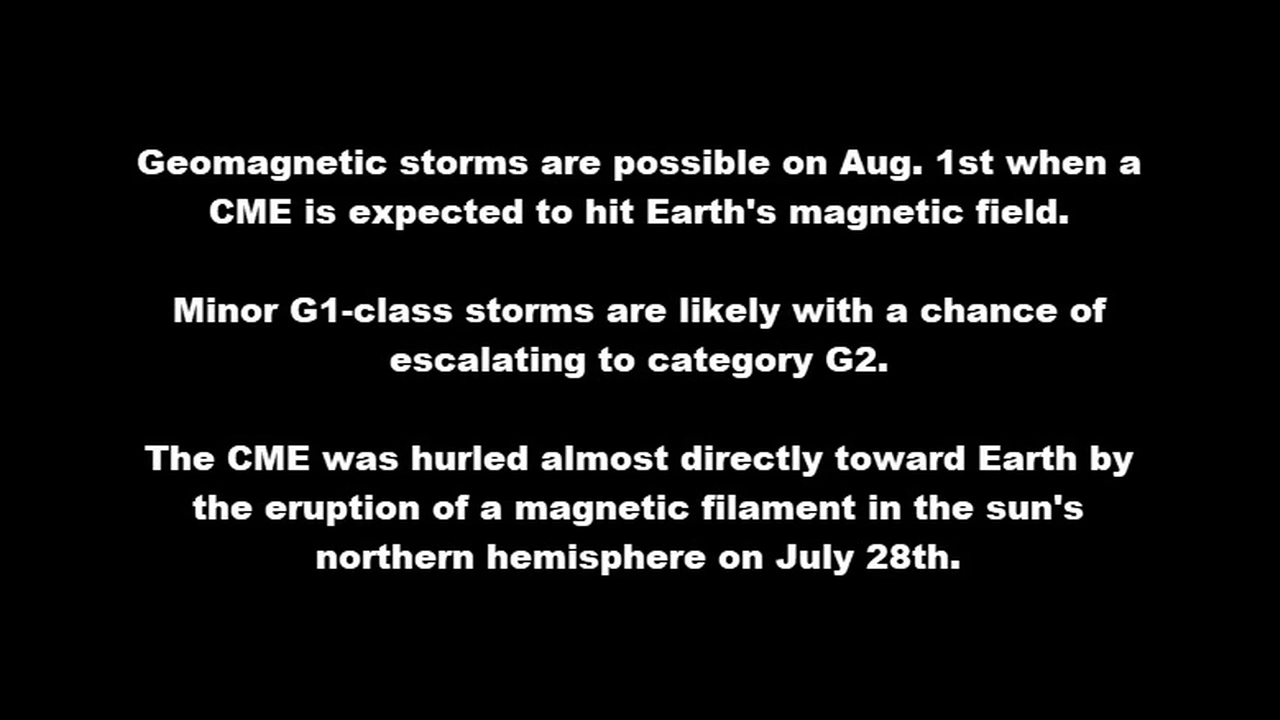 Geomagnetic storms are possible on Aug. 1st when a
CME is expected to hit Earth's magnetic field.
Minor G1-class storms are likely with a chance of
escalating to category G2.
The CME was hurled almost directly toward Earth by
the eruption of a magnetic filament in the sun's
northern hemisphere on July 28th.